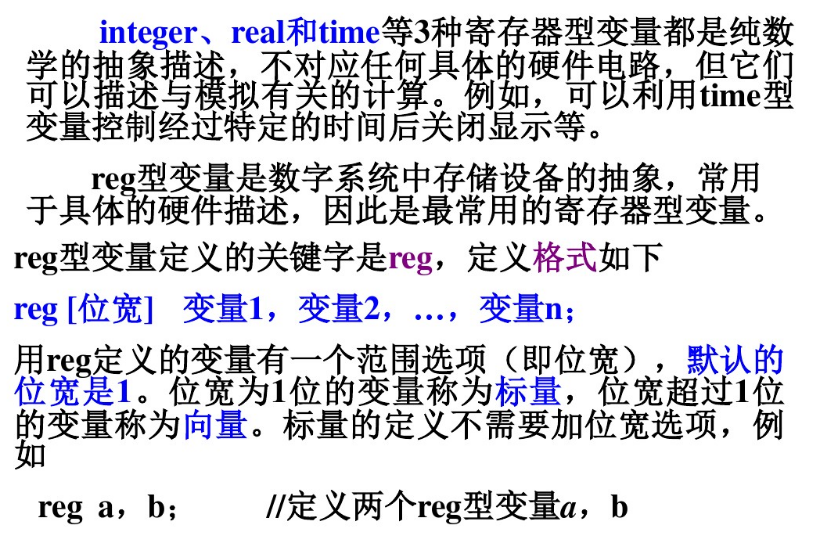 integer、real和time等3种寄存器型变量都是纯数
学的抽象描述，不对应任何具体的硬件电路，但它们
可以描述与模拟有关的计算。例如，可以利用time型
变量控制经过特定的时间后关闭显示等。
reg型变量是数字系统中存储设备的抽象，常用
于具体的硬件描述，因此是最常用的寄存器型变量。
reg型变量定义的关键字是reg，定义格式如下
reg [位宽] 变量1，变量2，…，变量n；
用reg定义的变量有一个范围选项（即位宽），默认的
位宽是1。位宽为1位的变量称为标量，位宽超过1位
的变量称为向量。标量的定义不需要加位宽选项，例
如
reg a，b； //定义两个reg型变量a，b